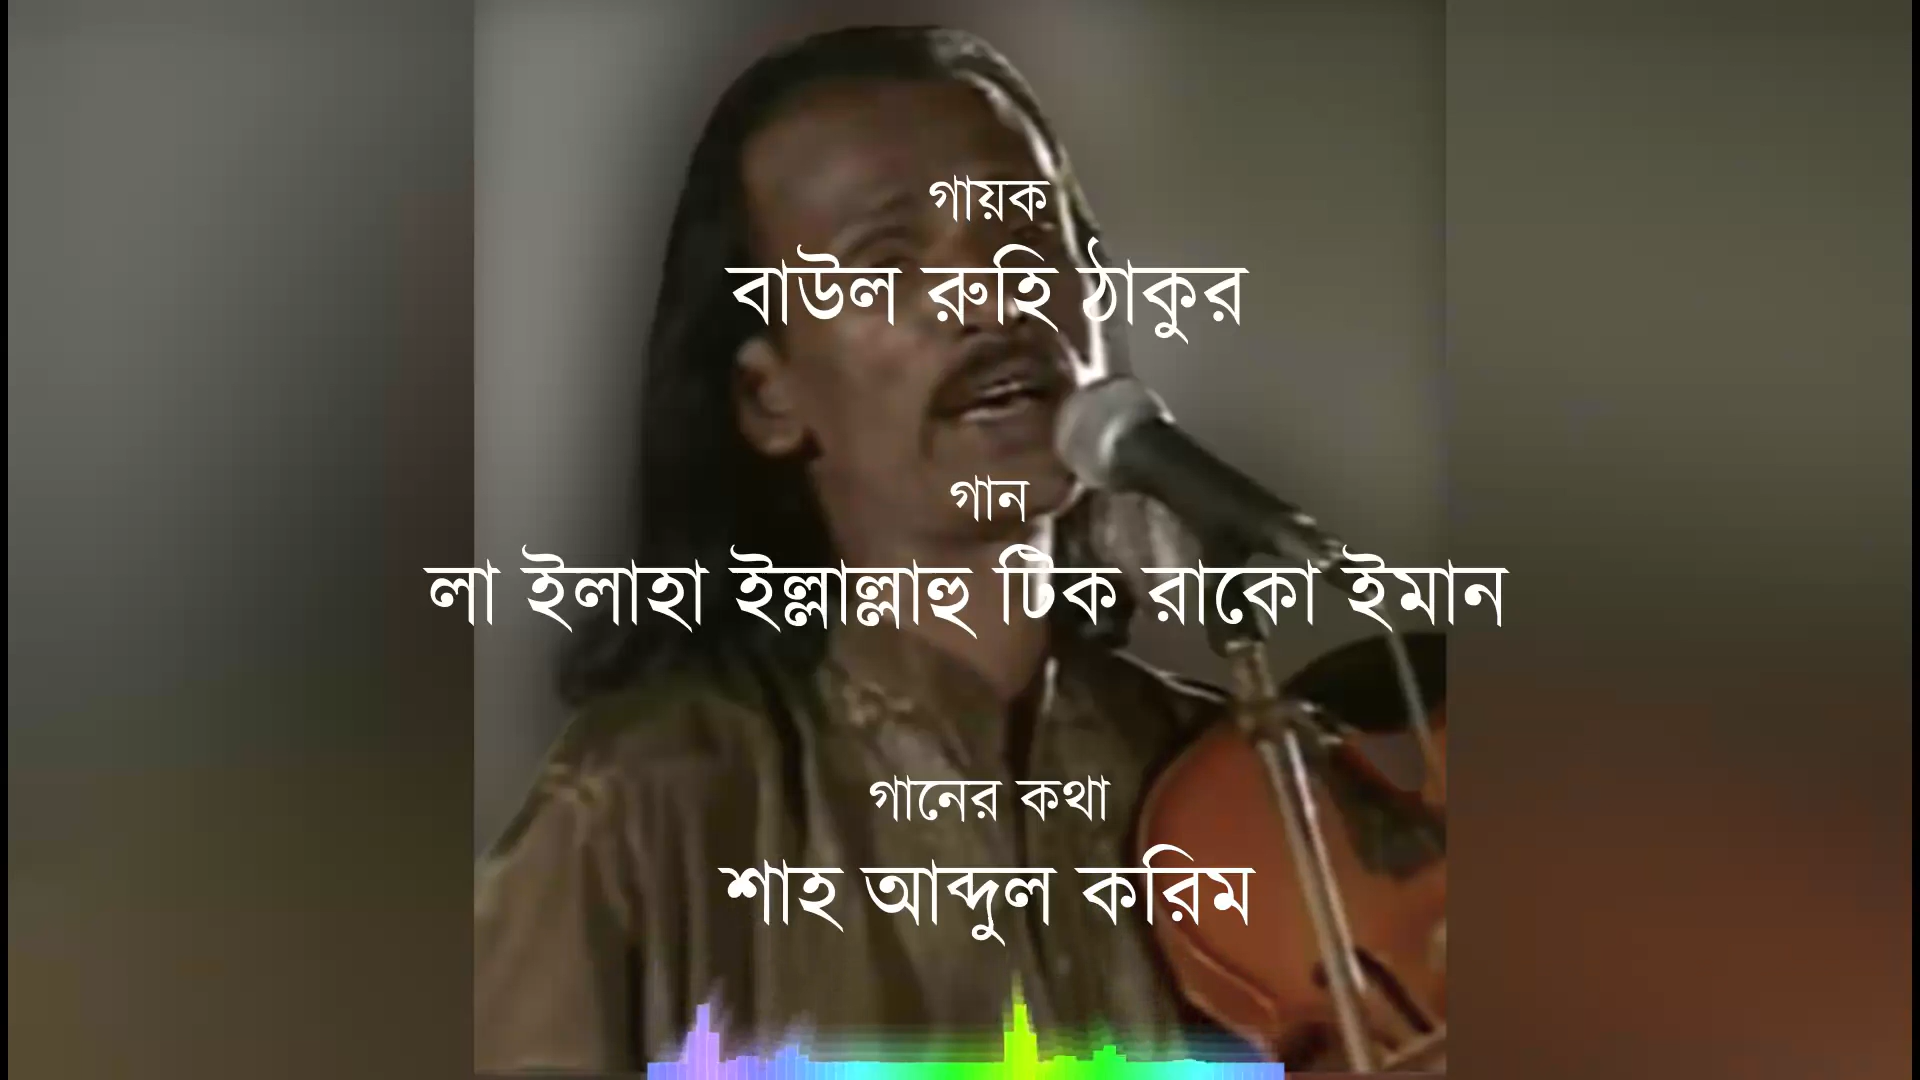 গায়ক
বাউল রুহি ঠাকুর
গান
লা ইলাহা ইল্লাল্লাহু টিক রাকো ইমান
গানের কথা
শাহ আব্দুল করিম